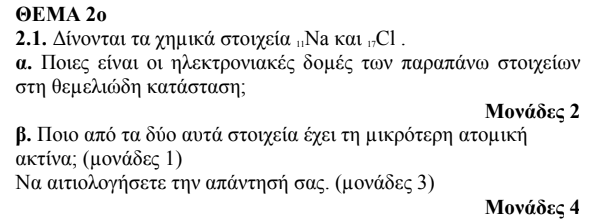 ΘΕΜΑ 2ο
2.1. Δίνονται τα χημικά στοιχεία ₁₁Na και ₁₇Cl .
α. Ποιες είναι οι ηλεκτρονιακές δομές των παραπάνω στοιχείων
στη θεμελιώδη κατάσταση;
Μονάδες 2
β. Ποιο από τα δύο αυτά στοιχεία έχει τη μικρότερη ατομική
ακτίνα; (μονάδες 1)
Να αιτιολογήσετε την απάντησή σας. (μονάδες 3)
Μονάδες 4